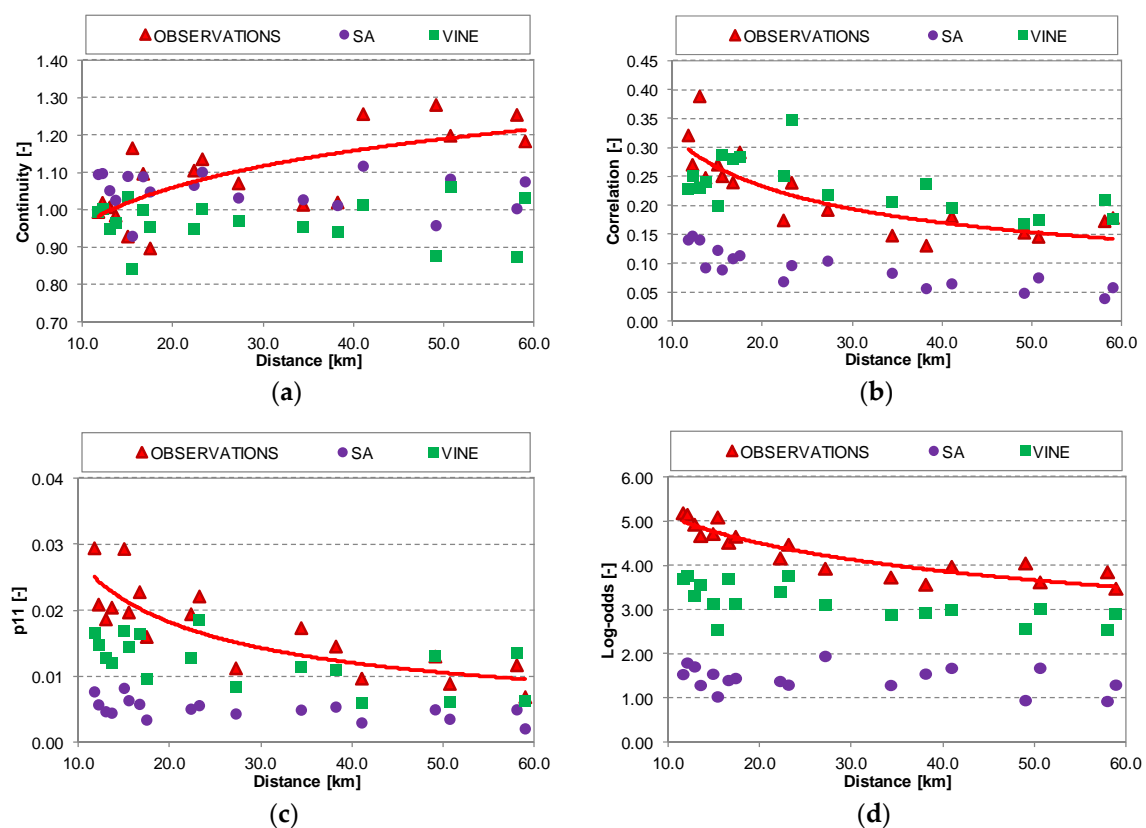 OBSERVATIONS SA VINE
1.40
1.30
1.20
1.10
1.00
0.90
0.80
0.70
Continuity [-]
10.0 20.0 30.0 40.0 50.0 60.0
Distance [km]
(a)
OBSERVATIONS SA VINE
0.45
0.40
0.35
0.30
0.25
0.20
0.15
0.10
0.05
0.00
Correlation [-]
10.0 20.0 30.0 40.0 50.0 60.0
Distance [km]
(b)
OBSERVATIONS SA VINE
0.04
0.03
0.02
0.01
0.00
p11 [-]
10.0 20.0 30.0 40.0 50.0 60.0
Distance [km]
(c)
OBSERVATIONS SA VINE
6.00
5.00
4.00
3.00
2.00
1.00
0.00
Log-odds [-]
10.0 20.0 30.0 40.0 50.0 60.0
Distance [km]
(d)